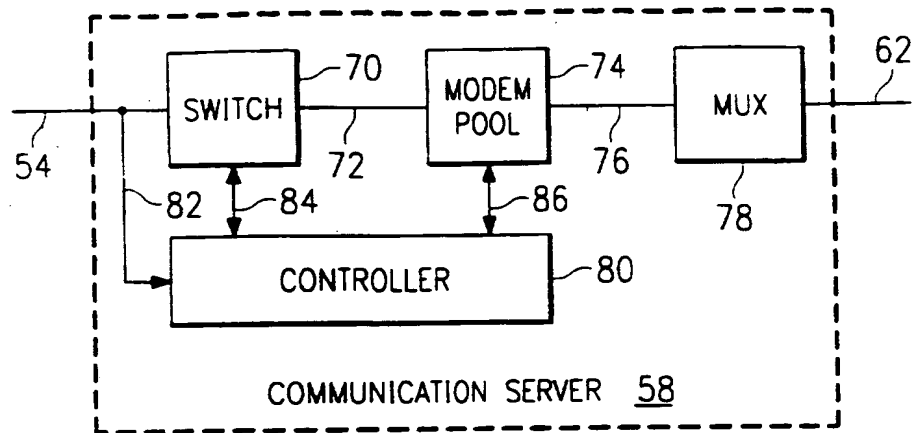 70
74
62
SWITCH
MODEM
POOL
MUX
54
72
76
78
82
84
86
CONTROLLER
80
COMMUNICATION SERVER 58